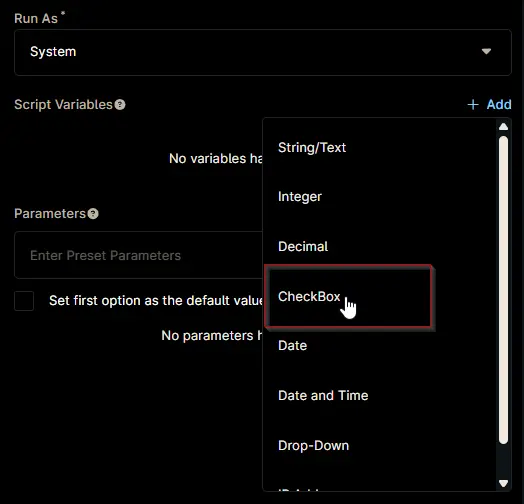 Run As *
System
Script Variables
+ Add
No variables ha
String/Text
Integer
Parameters
Decimal
Enter Preset Parameters
CheckBox
Set first option as the default value
No parameters h
Date
Date and Time
Drop-Down